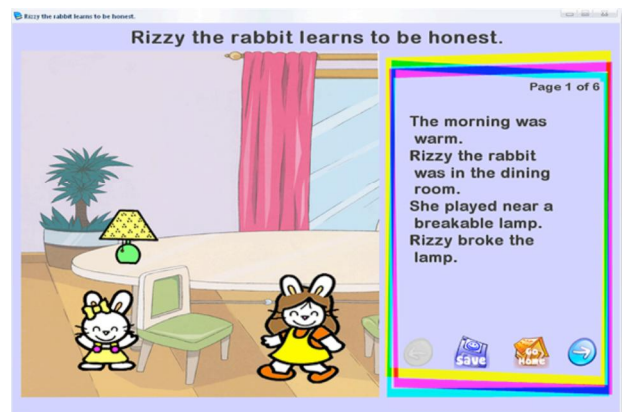 Rizzy the rabbit learns to be honest.
Rizzy the rabbit learns to be honest.
Page 1 of 6
The morning was
warm.
Rizzy the rabbit
was in the dining
room.
She played near a
breakable lamp.
Rizzy broke the
lamp.
Save
Go
Home